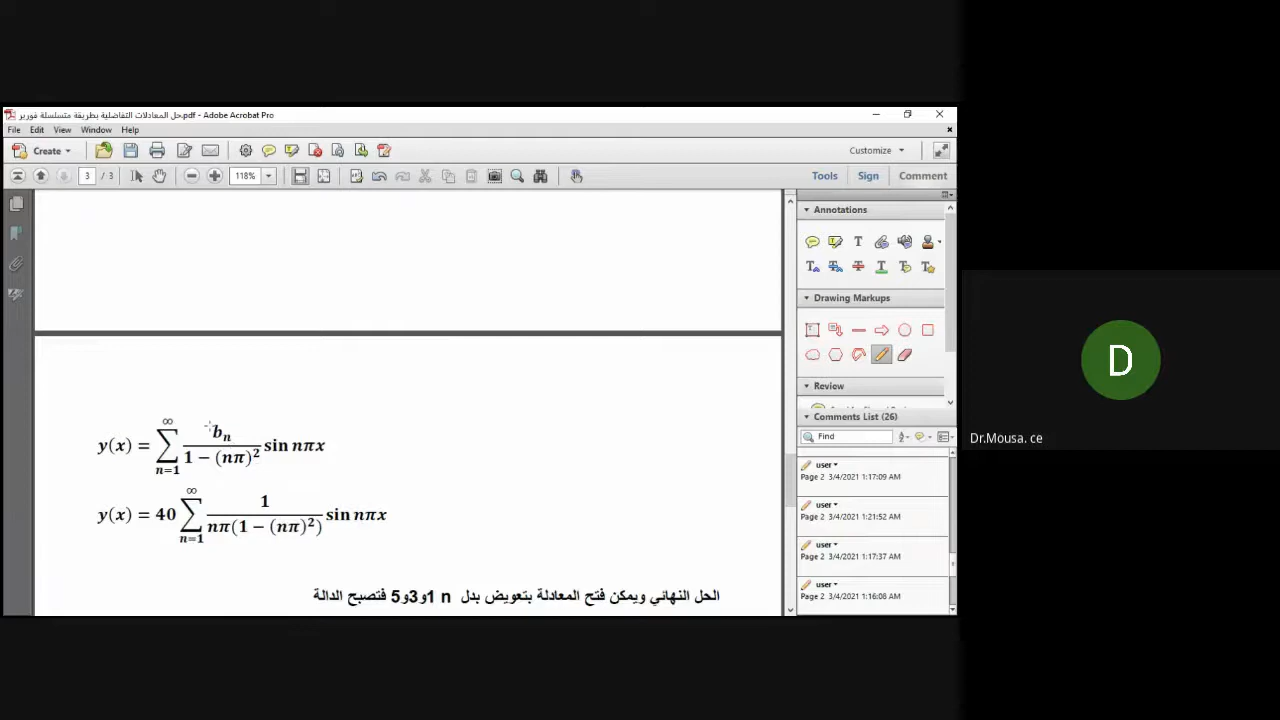 حل المعادلات التفاضلية بطريقة متسلسلة فورير.pdf - Adobe Acrobat Pro
File Edit View Window Help
Create Customize
3 / 3 118% Tools Sign Comment
Annotations
Drawing Markups
Review
Comments List (26)
Find
user
Page 2 3/4/2021 1:17:09 AM
user
Page 2 3/4/2021 1:21:52 AM
user
Page 2 3/4/2021 1:17:37 AM
user
Page 2 3/4/2021 1:16:08 AM
y(x) = ∑_{n=1}^{∞} b_n / (1 − (nπ)²) sin nπx
y(x) = 40 ∑_{n=1}^{∞} 1 / (nπ(1 − (nπ)²)) sin nπx
الحل النهائي ويمكن فتح المعادلة بتعويض بدل n 1و3و5 فتصبح الدالة
D
Dr.Mousa. ce